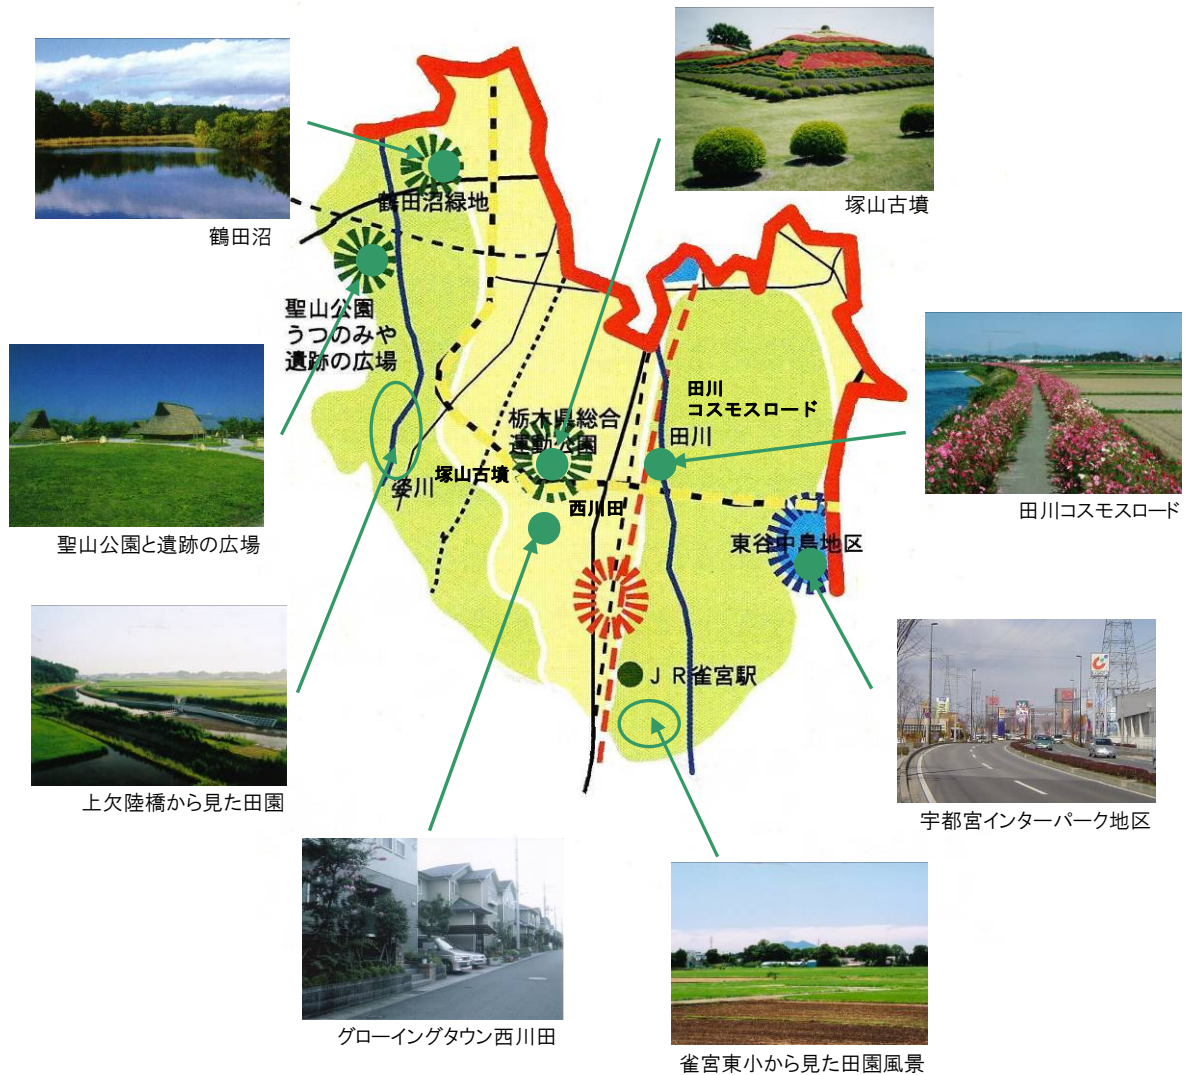 塚山古墳
鶴田沼緑地
鶴田沼
聖山公園
うつのみや
遺跡の広場
田川
コスモスロード
栃木県総合
運動公園
田川
塚山古墳
姿川
西川田
田川コスモスロード
聖山公園と遺跡の広場
東谷中島地区
JR雀宮駅
上欠陸橋から見た田園
宇都宮インターパーク地区
グローイングタウン西川田
雀宮東小から見た田園風景